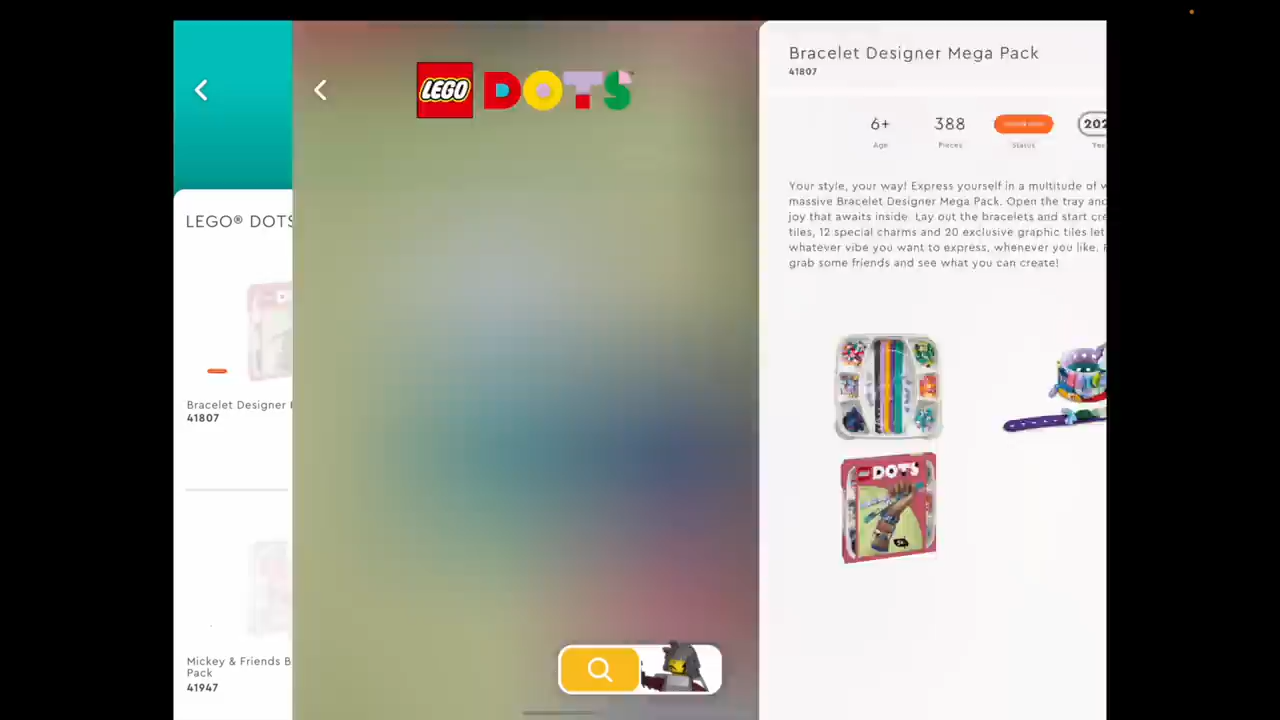 LEGO DOTS
LEGO® DOTS
Bracelet Designer
41807
Mickey & Friends B
Pack
41947
Bracelet Designer Mega Pack
41807
6+
Age
388
Pieces
Status
202
Yea
Your style, your way! Express yourself in a multitude of w
massive Bracelet Designer Mega Pack. Open the tray and
joy that awaits inside. Lay out the bracelets and start cre
tiles, 12 special charms and 20 exclusive graphic tiles let
whatever vibe you want to express, whenever you like.
grab some friends and see what you can create!
DOTS